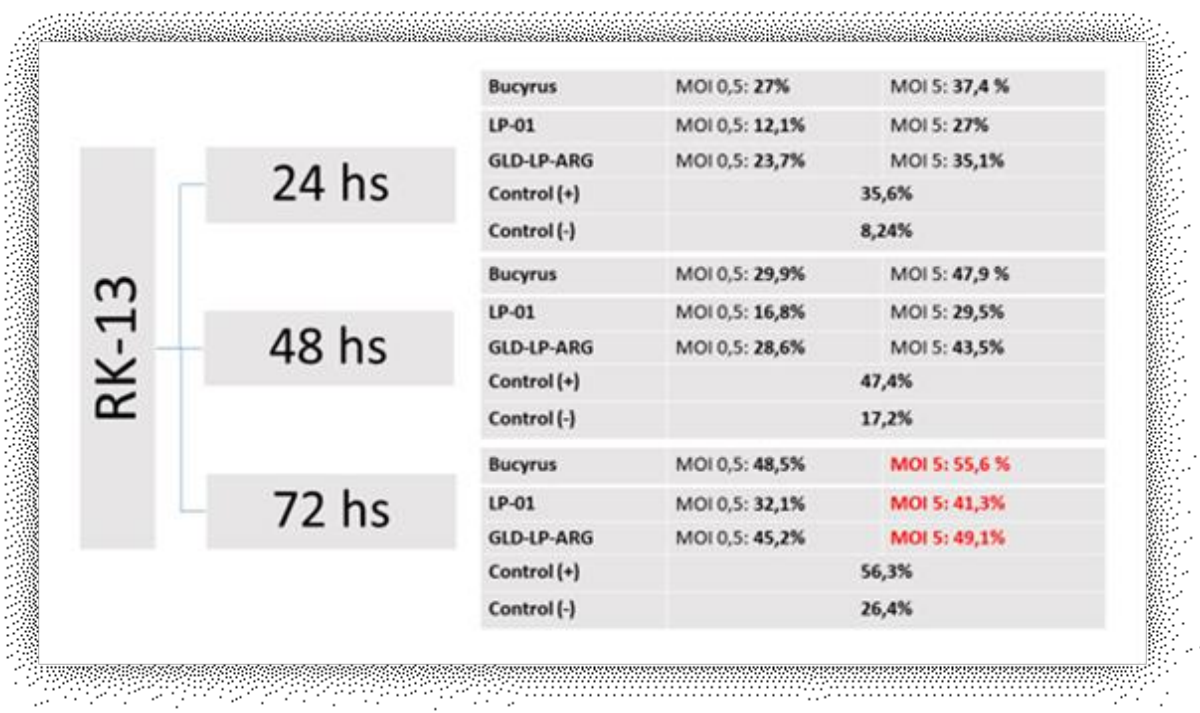 RK-13
24 hs
Bucyrus MOI 0,5: 27% MOI 5: 37,4 %
LP-01 MOI 0,5: 12,1% MOI 5: 27%
GLD-LP-ARG MOI 0,5: 23,7% MOI 5: 35,1%
Control (+) 35,6%
Control (-) 8,24%
48 hs
Bucyrus MOI 0,5: 29,9% MOI 5: 47,9 %
LP-01 MOI 0,5: 16,8% MOI 5: 29,5%
GLD-LP-ARG MOI 0,5: 28,6% MOI 5: 43,5%
Control (+) 47,4%
Control (-) 17,2%
72 hs
Bucyrus MOI 0,5: 48,5% MOI 5: 55,6 %
LP-01 MOI 0,5: 32,1% MOI 5: 41,3%
GLD-LP-ARG MOI 0,5: 45,2% MOI 5: 49,1%
Control (+) 56,3%
Control (-) 26,4%